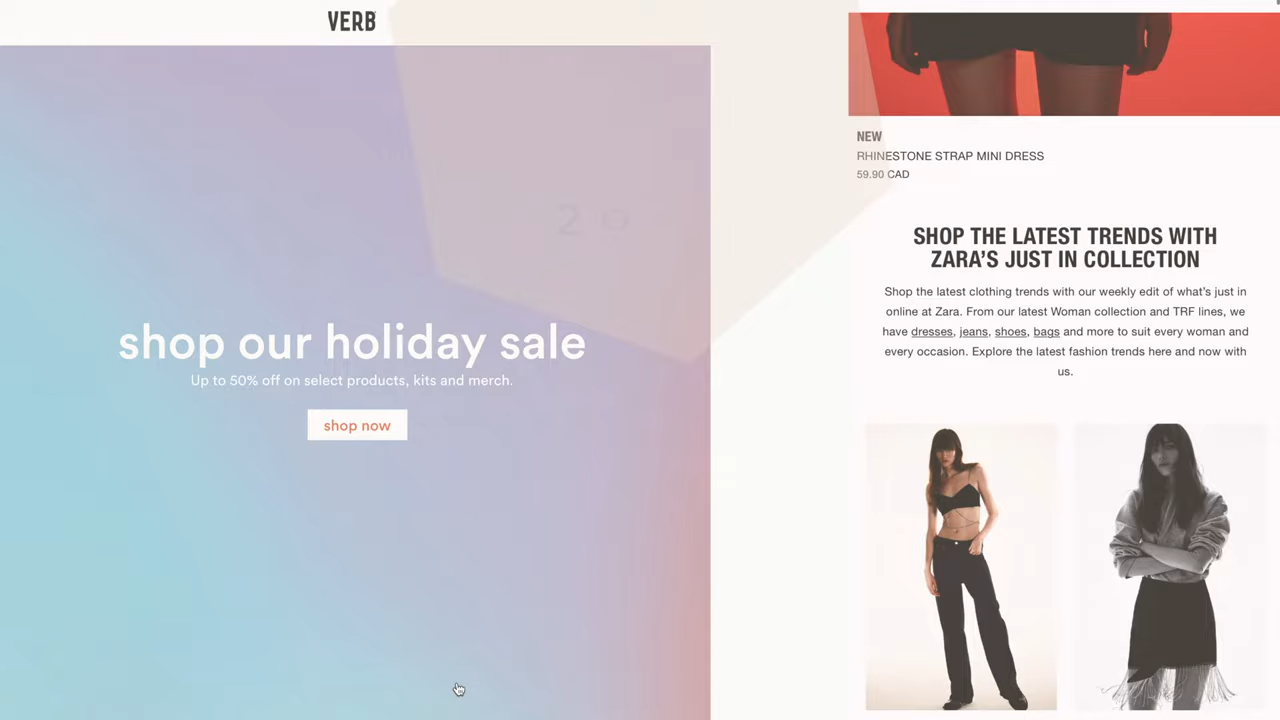 VERB
shop our holiday sale
Up to 50% off on select products, kits and merch.
shop now
NEW
RHINESTONE STRAP MINI DRESS
59.90 CAD
SHOP THE LATEST TRENDS WITH
ZARA'S JUST IN COLLECTION
Shop the latest clothing trends with our weekly edit of what's just in
online at Zara. From our latest Woman collection and TRF lines, we
have dresses, jeans, shoes, bags and more to suit every woman and
every occasion. Explore the latest fashion trends here and now with
us.